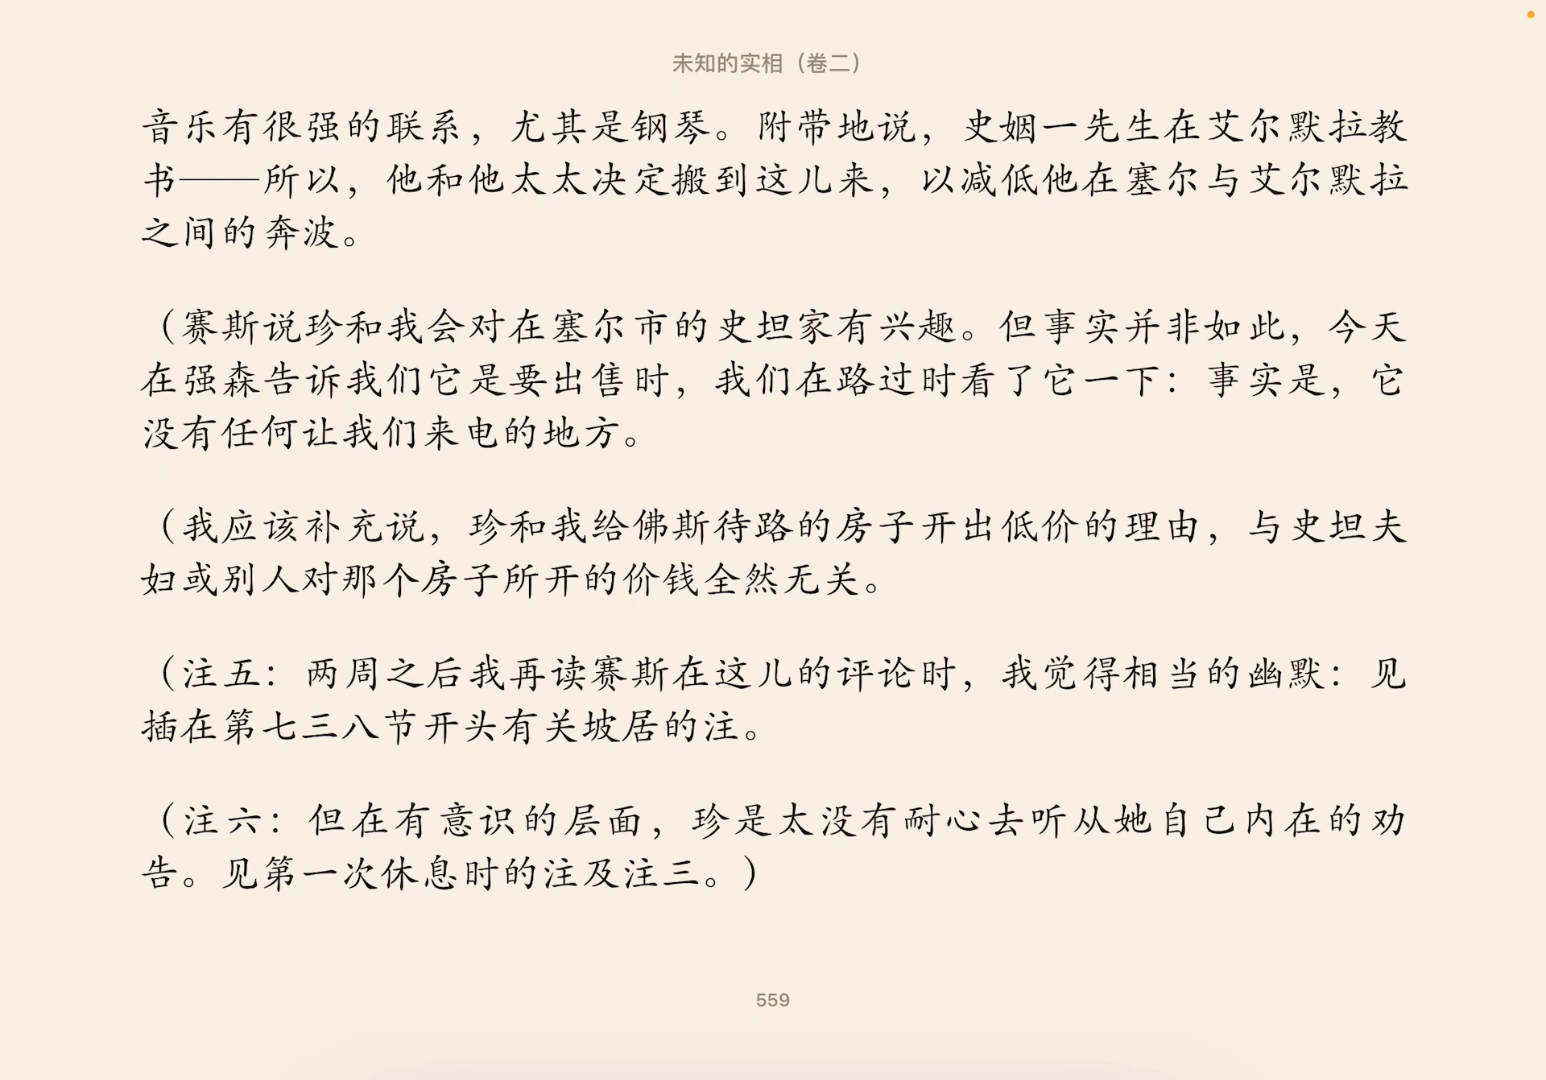 未知的实相（卷二）
音乐有很强的联系，尤其是钢琴。附带地说，史姻一先生在艾尔默拉教
书——所以，他和他太太决定搬到这儿来，以减低他在塞尔与艾尔默拉
之间的奔波。
（赛斯说珍和我会对在塞尔市的史坦家有兴趣。但事实并非如此，今天
在强森告诉我们它是要出售时，我们在路过时看了它一下：事实是，它
没有任何让我们来电的地方。
（我应该补充说，珍和我给佛斯待路的房子开出低价的理由，与史坦夫
妇或别人对那个房子所开的价钱全然无关。
（注五：两周之后我再读赛斯在这儿的评论时，我觉得相当的幽默：见
插在第七三八节开头有关坡居的注。
（注六：但在有意识的层面，珍是太没有耐心去听从她自己内在的劝
告。见第一次休息时的注及注三。）
559